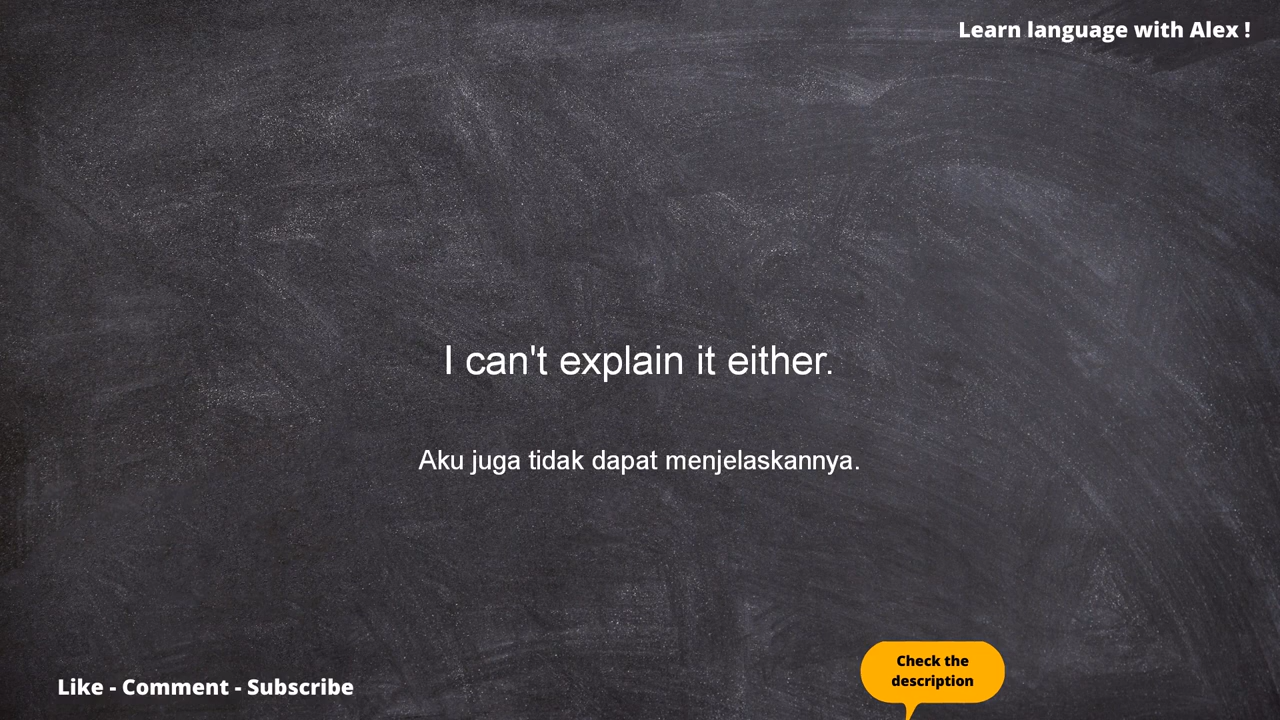 Learn language with Alex !
I can't explain it either.
Aku juga tidak dapat menjelaskannya.
Check the
description
Like - Comment - Subscribe